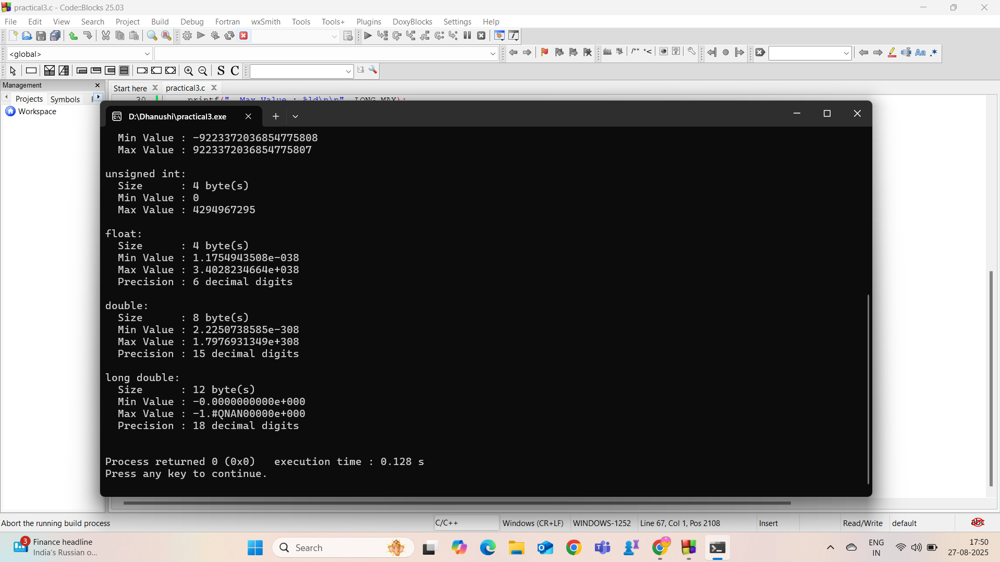 practical3.c - Code::Blocks 25.03
File Edit View Search Project Build Debug Fortran wxSmith Tools Tools+ Plugins DoxyBlocks Settings Help
<global>
S C
Management
Start here practical3.c
Projects Symbols
30 printf("  Max Value : %ld\n\n", LONG_MAX);
Workspace
D:\Dhanushi\practical3.exe
Min Value : -9223372036854775808
Max Value : 9223372036854775807
unsigned int:
Size : 4 byte(s)
Min Value : 0
Max Value : 4294967295
float:
Size : 4 byte(s)
Min Value : 1.1754943508e-038
Max Value : 3.4028234664e+038
Precision : 6 decimal digits
double:
Size : 8 byte(s)
Min Value : 2.2250738585e-308
Max Value : 1.7976931349e+308
Precision : 15 decimal digits
long double:
Size : 12 byte(s)
Min Value : -0.0000000000e+000
Max Value : -1.#QNAN00000e+000
Precision : 18 decimal digits
Process returned 0 (0x0)   execution time : 0.128 s
Press any key to continue.
Abort the running build process C/C++ Windows (CR+LF) WINDOWS-1252 Line 67, Col 1, Pos 2108 Insert Read/Write default
3 Finance headline
India's Russian o...
Search
ENG
IN
17:50
27-08-2025